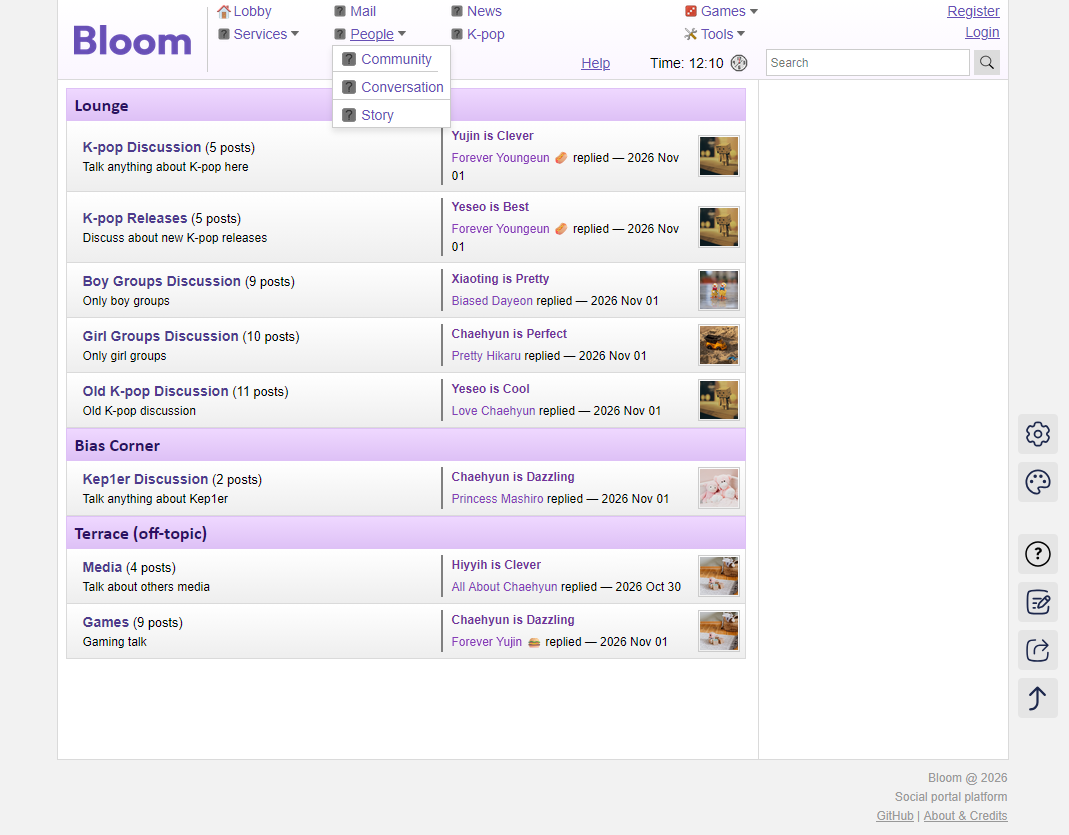 Bloom
Lobby
Mail
News
Games
Register
Services
People
K-pop
Tools
Login
Community
Conversation
Story
Help
Time: 12:10
Search
Lounge
K-pop Discussion (5 posts)
Talk anything about K-pop here
Yujin is Clever
Forever Youngeun 🥜 replied — 2026 Nov
01
K-pop Releases (5 posts)
Discuss about new K-pop releases
Yeseo is Best
Forever Youngeun 🥜 replied — 2026 Nov
01
Boy Groups Discussion (9 posts)
Only boy groups
Xiaoting is Pretty
Biased Dayeon replied — 2026 Nov 01
Girl Groups Discussion (10 posts)
Only girl groups
Chaehyun is Perfect
Pretty Hikaru replied — 2026 Nov 01
Old K-pop Discussion (11 posts)
Old K-pop discussion
Yeseo is Cool
Love Chaehyun replied — 2026 Nov 01
Bias Corner
Kep1er Discussion (2 posts)
Talk anything about Kep1er
Chaehyun is Dazzling
Princess Mashiro replied — 2026 Nov 01
Terrace (off-topic)
Media (4 posts)
Talk about others media
Hiyyih is Clever
All About Chaehyun replied — 2026 Oct 30
Games (9 posts)
Gaming talk
Chaehyun is Dazzling
Forever Yujin 🍔 replied — 2026 Nov 01
Bloom @ 2026
Social portal platform
GitHub | About & Credits